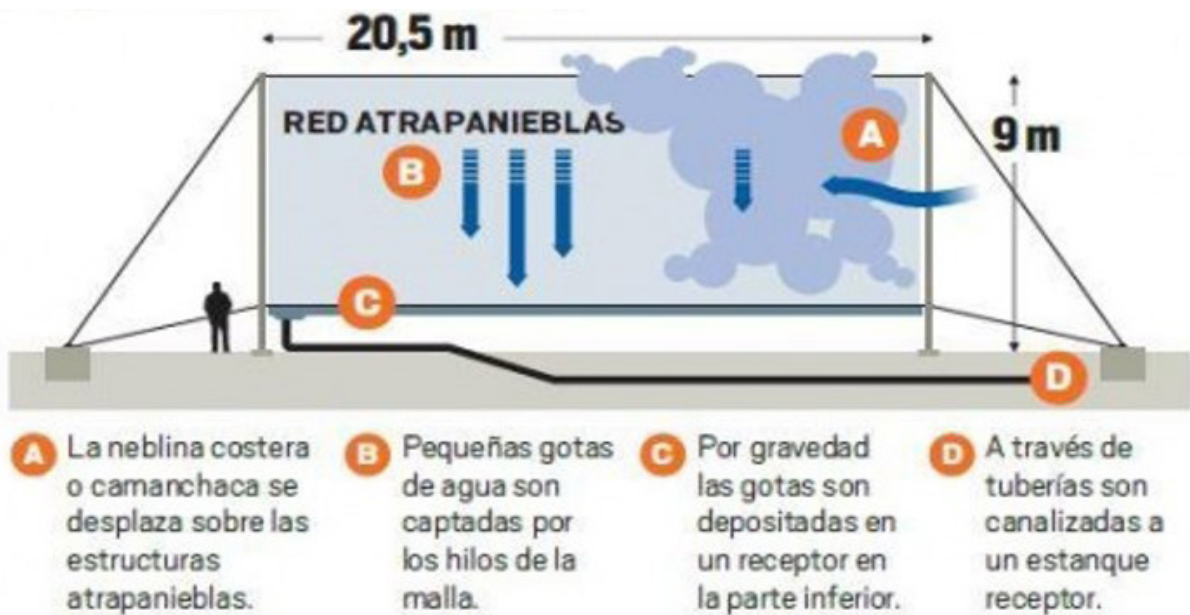 20,5 m
RED ATRAPANIEBLAS
A
B
9 m
C
D
A La neblina costera
o camanchaca se
desplaza sobre las
estructuras
atrapanieblas.
B Pequeñas gotas
de agua son
captadas por
los hilos de la
malla.
C Por gravedad
las gotas son
depositadas en
un receptor en
la parte inferior.
D A través de
tuberías son
canalizadas a
un estanque
receptor.